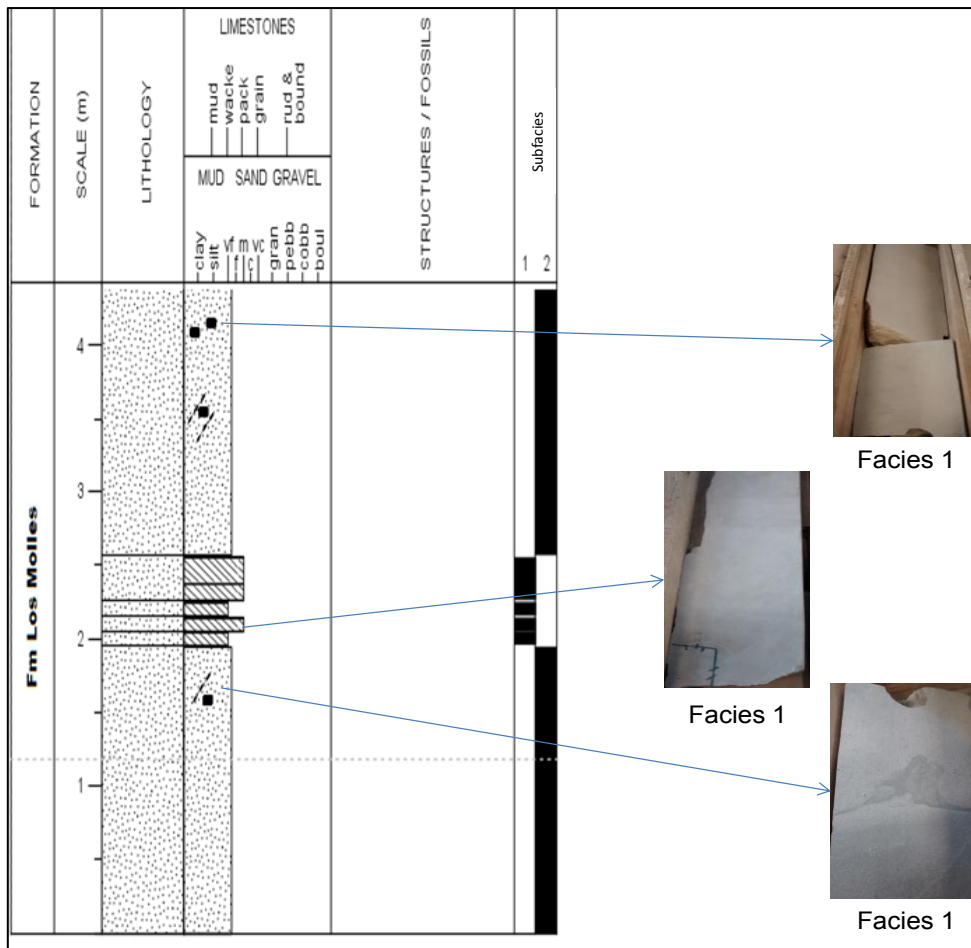 FORMATION
SCALE (m)
LITHOLOGY
LIMESTONES
mud
wacke
pack
grain
rud &
bound
MUD SAND GRAVEL
clay
silt
vf
f
m
c
vc
gran
pebb
cobb
boul
STRUCTURES / FOSSILS
Subfacies
1 2
4
3
2
1
Fm Los Molles
Facies 1
Facies 1
Facies 1